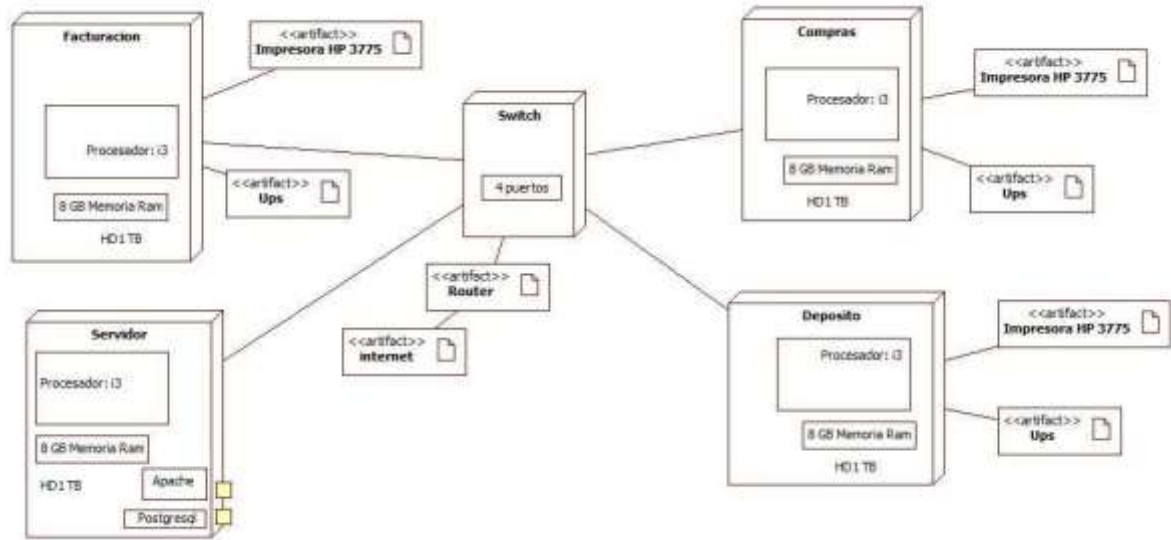 Facturacion
Procesador: i3
8 GB Memoria Ram
HD1 TB
<<artifact>>
Impresora HP 3775
<<artifact>>
Ups
Switch
4 puertos
<<artifact>>
Router
<<artifact>>
internet
Compras
Procesador: i3
8 GB Memoria Ram
HD1 TB
<<artifact>>
Impresora HP 3775
<<artifact>>
Ups
Servidor
Procesador: i3
8 GB Memoria Ram
HD1 TB
Apache
Postgresql
Deposito
Procesador: i3
8 GB Memoria Ram
HD1 TB
<<artifact>>
Impresora HP 3775
<<artifact>>
Ups